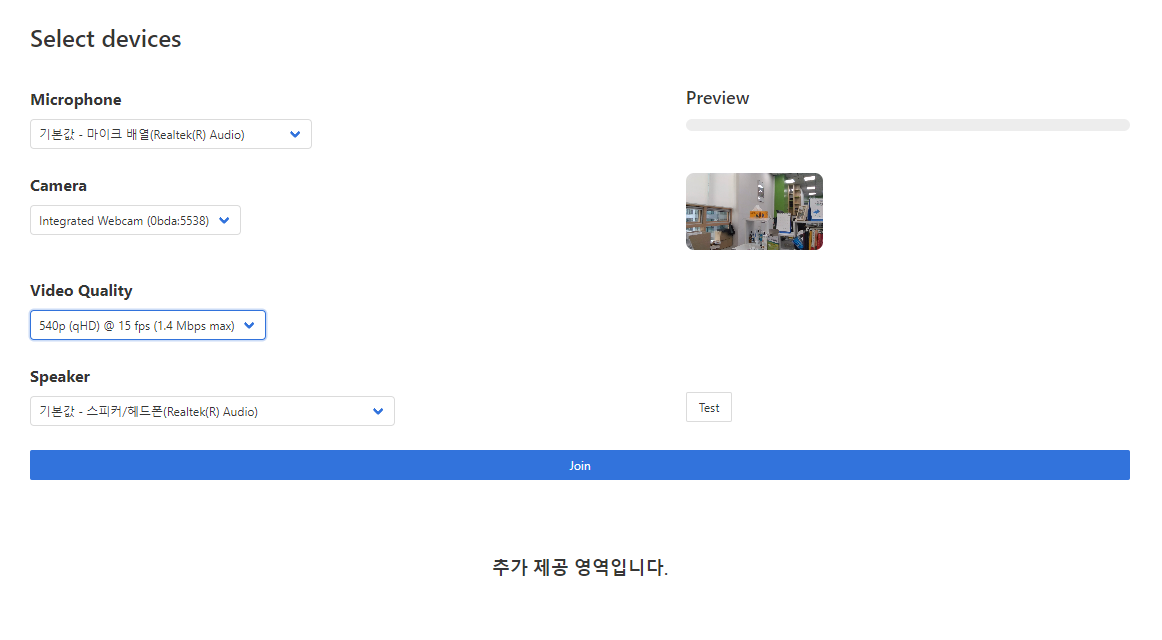 Select devices
Microphone
Preview
기본값 - 마이크 배열(Realtek(R) Audio)
Camera
Integrated Webcam (0bda:5538)
Video Quality
540p (qHD) @ 15 fps (1.4 Mbps max)
Speaker
기본값 - 스피커/헤드폰(Realtek(R) Audio)
Test
Join
추가 제공 영역입니다.